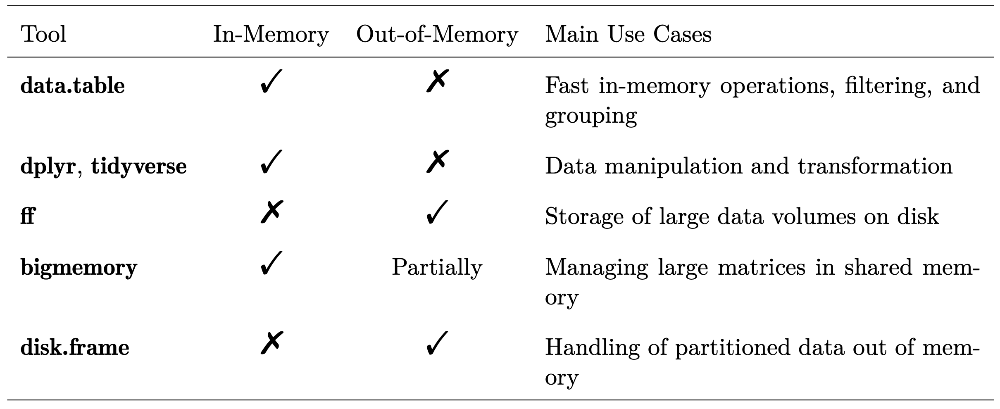 Tool In-Memory Out-of-Memory Main Use Cases
data.table ✓ ✗ Fast in-memory operations, filtering, and
grouping
dplyr, tidyverse ✓ ✗ Data manipulation and transformation
ff ✗ ✓ Storage of large data volumes on disk
bigmemory ✓ Partially Managing large matrices in shared mem-
ory
disk.frame ✗ ✓ Handling of partitioned data out of mem-
ory